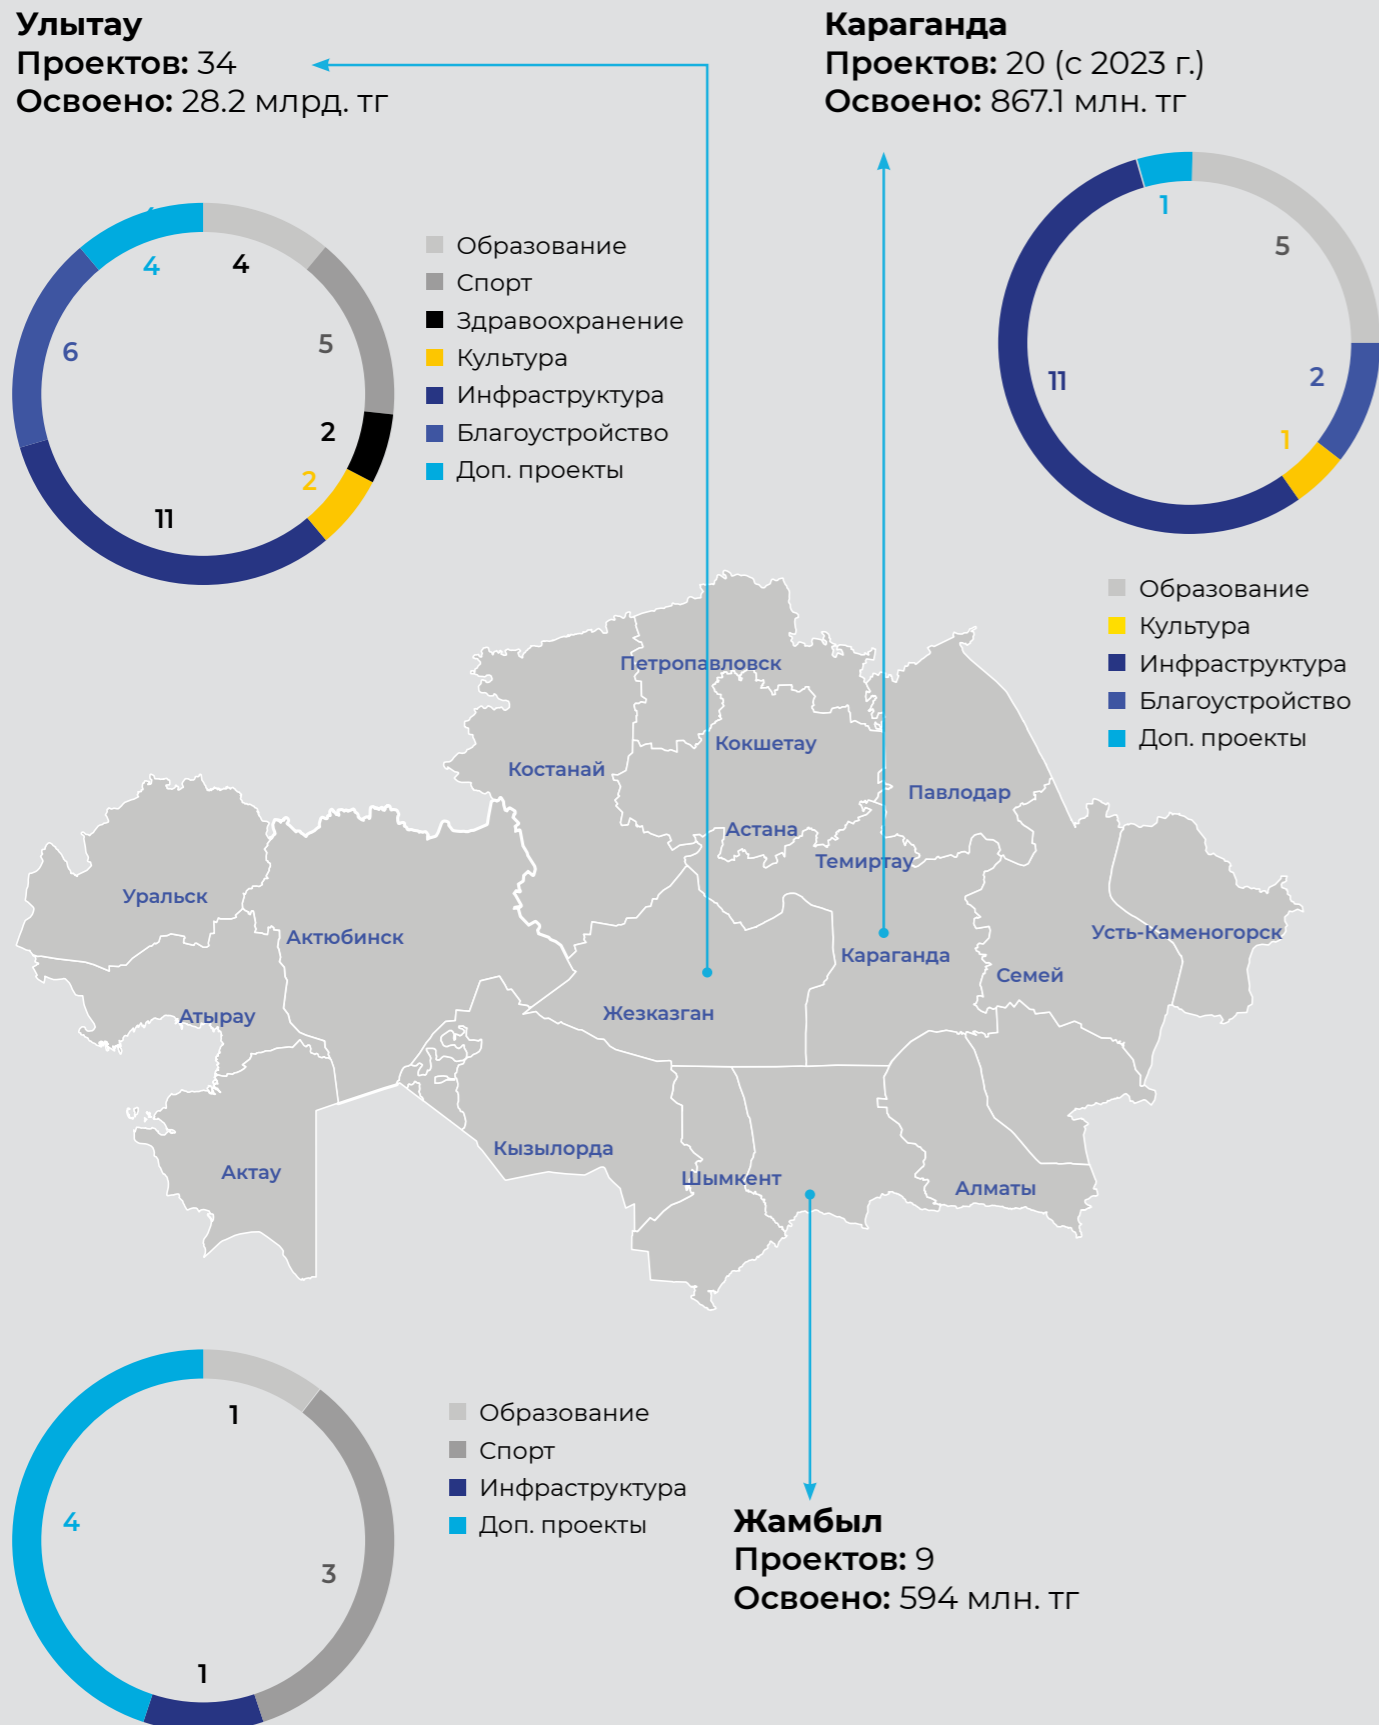 Улытау
Проектов: 34
Освоено: 28.2 млрд. тг
Караганда
Проектов: 20 (с 2023 г.)
Освоено: 867.1 млн. тг
4
4
5
6
2
2
11
Образование
Спорт
Здравоохранение
Культура
Инфраструктура
Благоустройство
Доп. проекты
1
5
11
2
1
Образование
Культура
Инфраструктура
Благоустройство
Доп. проекты
Петропавловск
Кокшетау
Костанай
Павлодар
Астана
Темиртау
Уральск
Актюбинск
Усть-Каменогорск
Караганда
Семей
Жезказган
Атырау
Кызылорда
Актау
Шымкент
Алматы
1
4
3
1
Образование
Спорт
Инфраструктура
Доп. проекты
Жамбыл
Проектов: 9
Освоено: 594 млн. тг